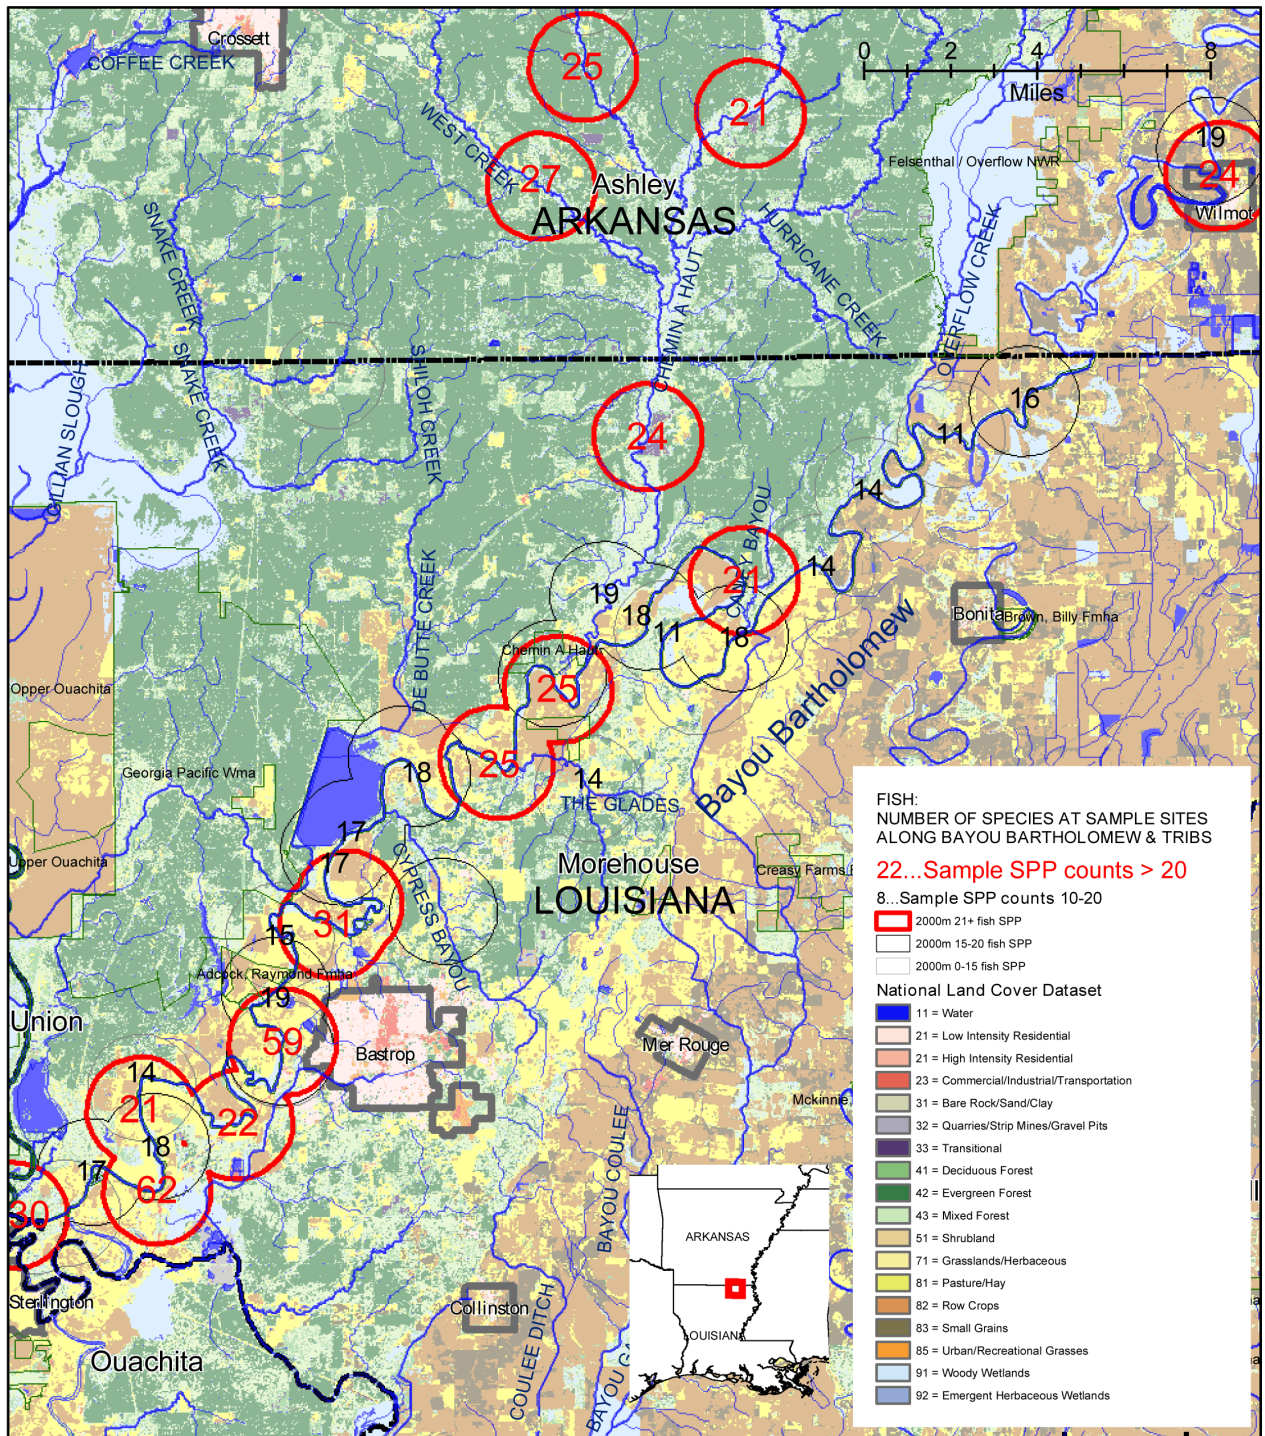 Crossett
COFFEE CREEK
25
21
0 2 4 8
Miles
WEST CREEK
27
Ashley
ARKANSAS
Felsenthal / Overflow NWR
19
24
Wilmot
SNAKE CREEK
HURRICANE CREEK
OVERFLOW CREEK
CHEMIN A HAUT
SNAKE CREEK
SHILOH CREEK
GILLIAN SLOUGH
24
16
11
14
14
CANEY BAYOU
21
19
18
11
18
Bonita
Brown, Billy Fmha
DE BUTTE CREEK
Chemin A Haut
25
Opper Ouachita
Bayou Bartholomew
Georgia Pacific Wma
18
25
14
THE GLADES
17
17
Upper Ouachita
CYPRESS BAYOU
Morehouse
LOUISIANA
Creasy Farms
31
15
Adcock, Raymond Fmha
19
59
Union
Bastrop
Mer Rouge
Mckinnie,
14
21
22
18
17
62
30
BAYOU COULEE
Sterlington
Collinston
COULEE DITCH
Ouachita
FISH:
NUMBER OF SPECIES AT SAMPLE SITES
ALONG BAYOU BARTHOLOMEW & TRIBS
22...Sample SPP counts > 20
8...Sample SPP counts 10-20
2000m 21+ fish SPP
2000m 15-20 fish SPP
2000m 0-15 fish SPP
National Land Cover Dataset
11 = Water
21 = Low Intensity Residential
21 = High Intensity Residential
23 = Commercial/Industrial/Transportation
31 = Bare Rock/Sand/Clay
32 = Quarries/Strip Mines/Gravel Pits
33 = Transitional
41 = Deciduous Forest
42 = Evergreen Forest
43 = Mixed Forest
51 = Shrubland
71 = Grasslands/Herbaceous
81 = Pasture/Hay
82 = Row Crops
83 = Small Grains
85 = Urban/Recreational Grasses
91 = Woody Wetlands
92 = Emergent Herbaceous Wetlands
ARKANSAS
LOUISIAN
BAYOU